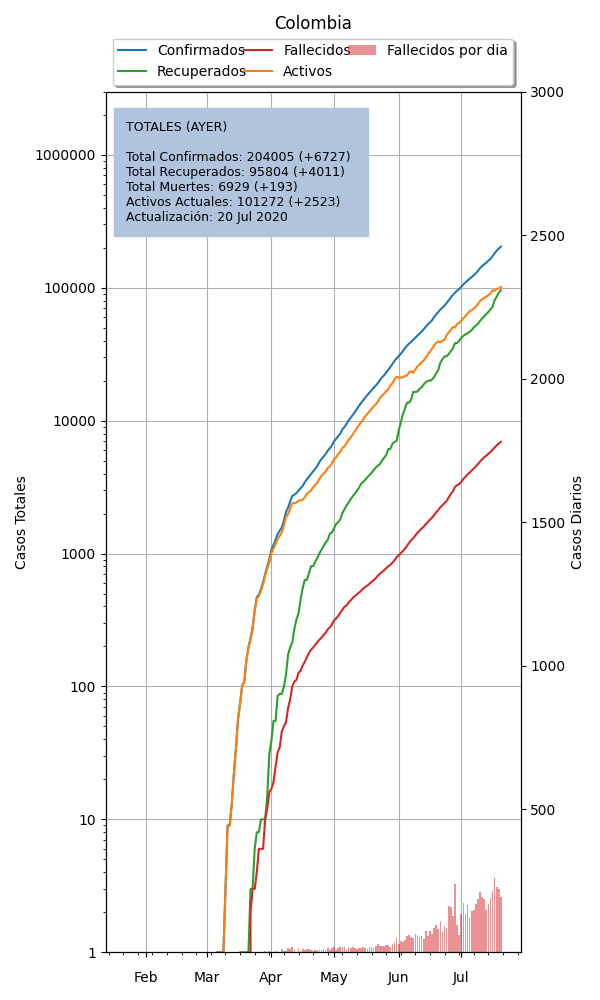 Colombia
Confirmados
Recuperados
Fallecidos
Activos
Fallecidos por dia
TOTALES (AYER)
Total Confirmados: 204005 (+6727)
Total Recuperados: 95804 (+4011)
Total Muertes: 6929 (+193)
Activos Actuales: 101272 (+2523)
Actualización: 20 Jul 2020
Casos Totales
1000000
100000
10000
1000
100
10
1
Casos Diarios
3000
2500
2000
1500
1000
500
Feb
Mar
Apr
May
Jun
Jul